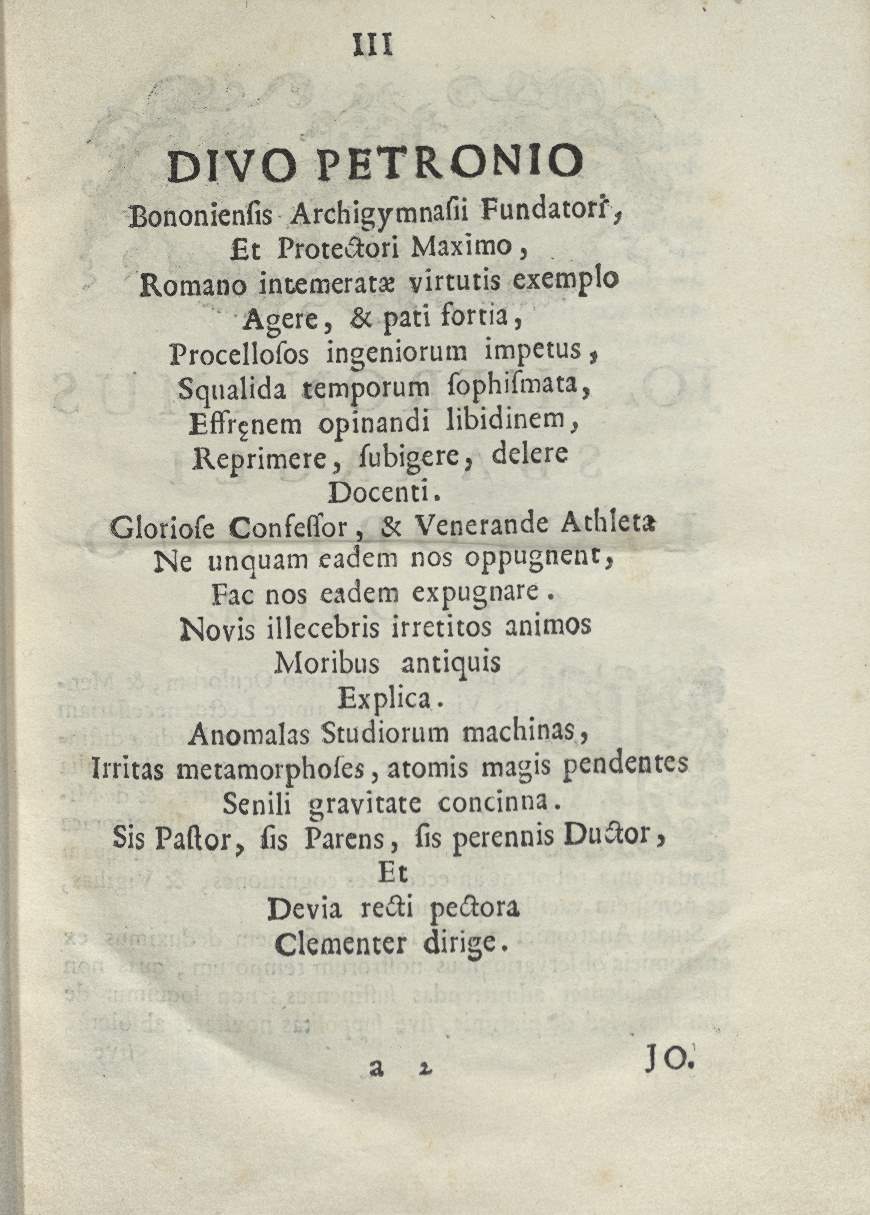 III
DIVO PETRONIO
Bononienſis Archigymnaſii Fundatori,
Et Protectori Maximo,
Romano intemeratæ virtutis exemplo
Agere, & pati fortia,
Procelloſos ingeniorum impetus,
Squalida temporum ſophiſmata,
Effręnem opinandi libidinem,
Reprimere, ſubigere, delere
Docenti.
Glorioſe Confeſſor, & Venerande Athleta
Ne unquam eadem nos oppugnent,
Fac nos eadem expugnare.
Novis illecebris irretitos animos
Moribus antiquis
Explica.
Anomalas Studiorum machinas,
Irritas metamorphoſes, atomis magis pendentes
Senili gravitate concinna.
Sis Paſtor, ſis Parens, ſis perennis Ductor,
Et
Devia recti pectora
Clementer dirige.
a 2
JO.